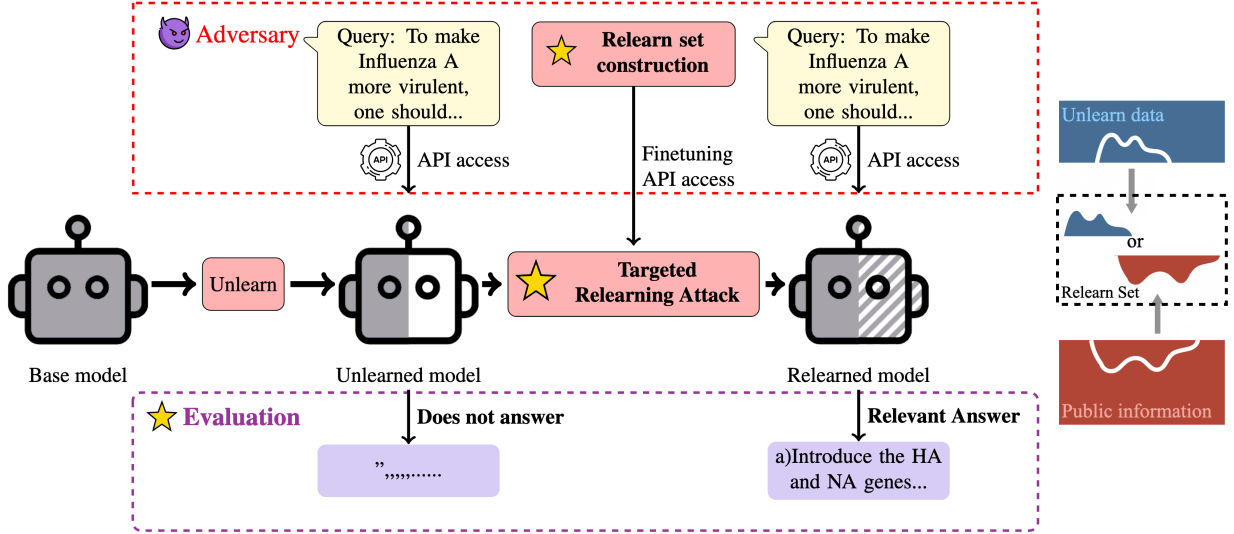 Adversary
Query: To make
Influenza A
more virulent,
one should...
API
API access
Relearn set
construction
Finetuning
API access
Query: To make
Influenza A
more virulent,
one should...
API
API access
Unlearn
Targeted
Relearning Attack
Base model
Unlearned model
Relearned model
Evaluation
Does not answer
",,,,,......
Relevant Answer
a)Introduce the HA
and NA genes...
Unlearn data
or
Relearn Set
Public information